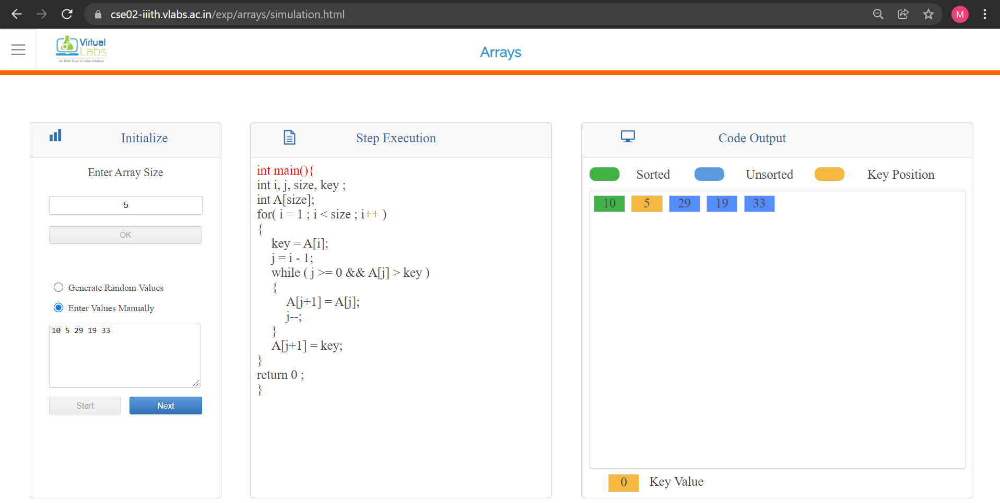 cse02-iiith.vlabs.ac.in/exp/arrays/simulation.html
M
Virtual
Labs
An MoE Govt of India Initiative
Arrays
Initialize
Enter Array Size
5
OK
Generate Random Values
Enter Values Manually
10 5 29 19 33
Start
Next
Step Execution
int main(){
int i, j, size, key ;
int A[size];
for( i = 1 ; i < size ; i++ )
{
key = A[i];
j = i - 1;
while ( j >= 0 && A[j] > key )
{
A[j+1] = A[j];
j--;
}
A[j+1] = key;
}
return 0 ;
}
Code Output
Sorted
Unsorted
Key Position
10 5 29 19 33
0 Key Value